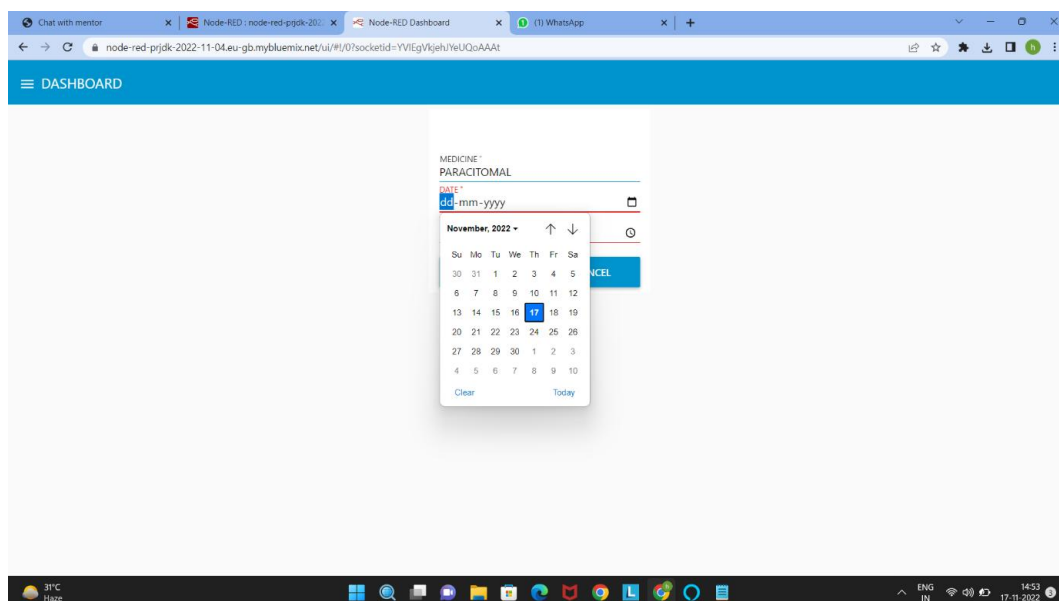 Chat with mentor
Node-RED : node-red-prjdk-202
Node-RED Dashboard
(1) WhatsApp
node-red-prjdk-2022-11-04.eu-gb.mybluemix.net/ui/#!/0?socketid=YVIEgVkjehJYeUQoAAAt
h
DASHBOARD
MEDICINE *
PARACITOMAL
DATE *
dd-mm-yyyy
November, 2022
Su Mo Tu We Th Fr Sa
30 31 1 2 3 4 5
NCEL
6 7 8 9 10 11 12
13 14 15 16 17 18 19
20 21 22 23 24 25 26
27 28 29 30 1 2 3
4 5 6 7 8 9 10
Clear Today
31°C
Haze
L
ENG
IN
14:53
17-11-2022